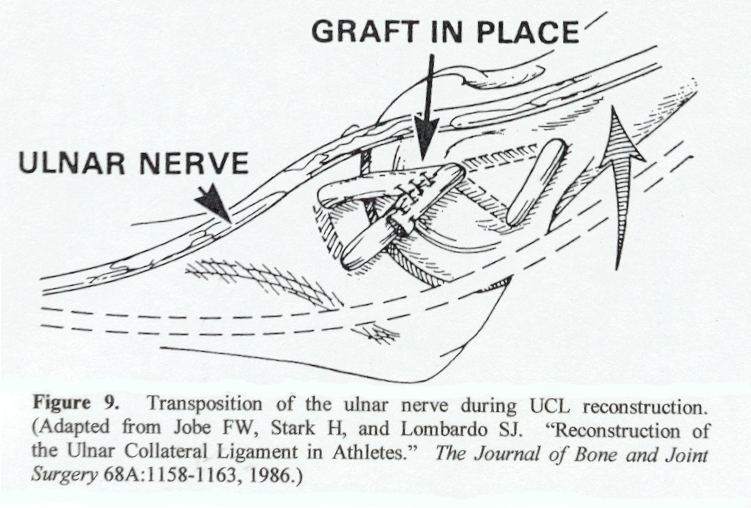 GRAFT IN PLACE
ULNAR NERVE
Figure 9. Transposition of the ulnar nerve during UCL reconstruction.
(Adapted from Jobe FW, Stark H, and Lombardo SJ. “Reconstruction of
the Ulnar Collateral Ligament in Athletes.” The Journal of Bone and Joint
Surgery 68A:1158-1163, 1986.)